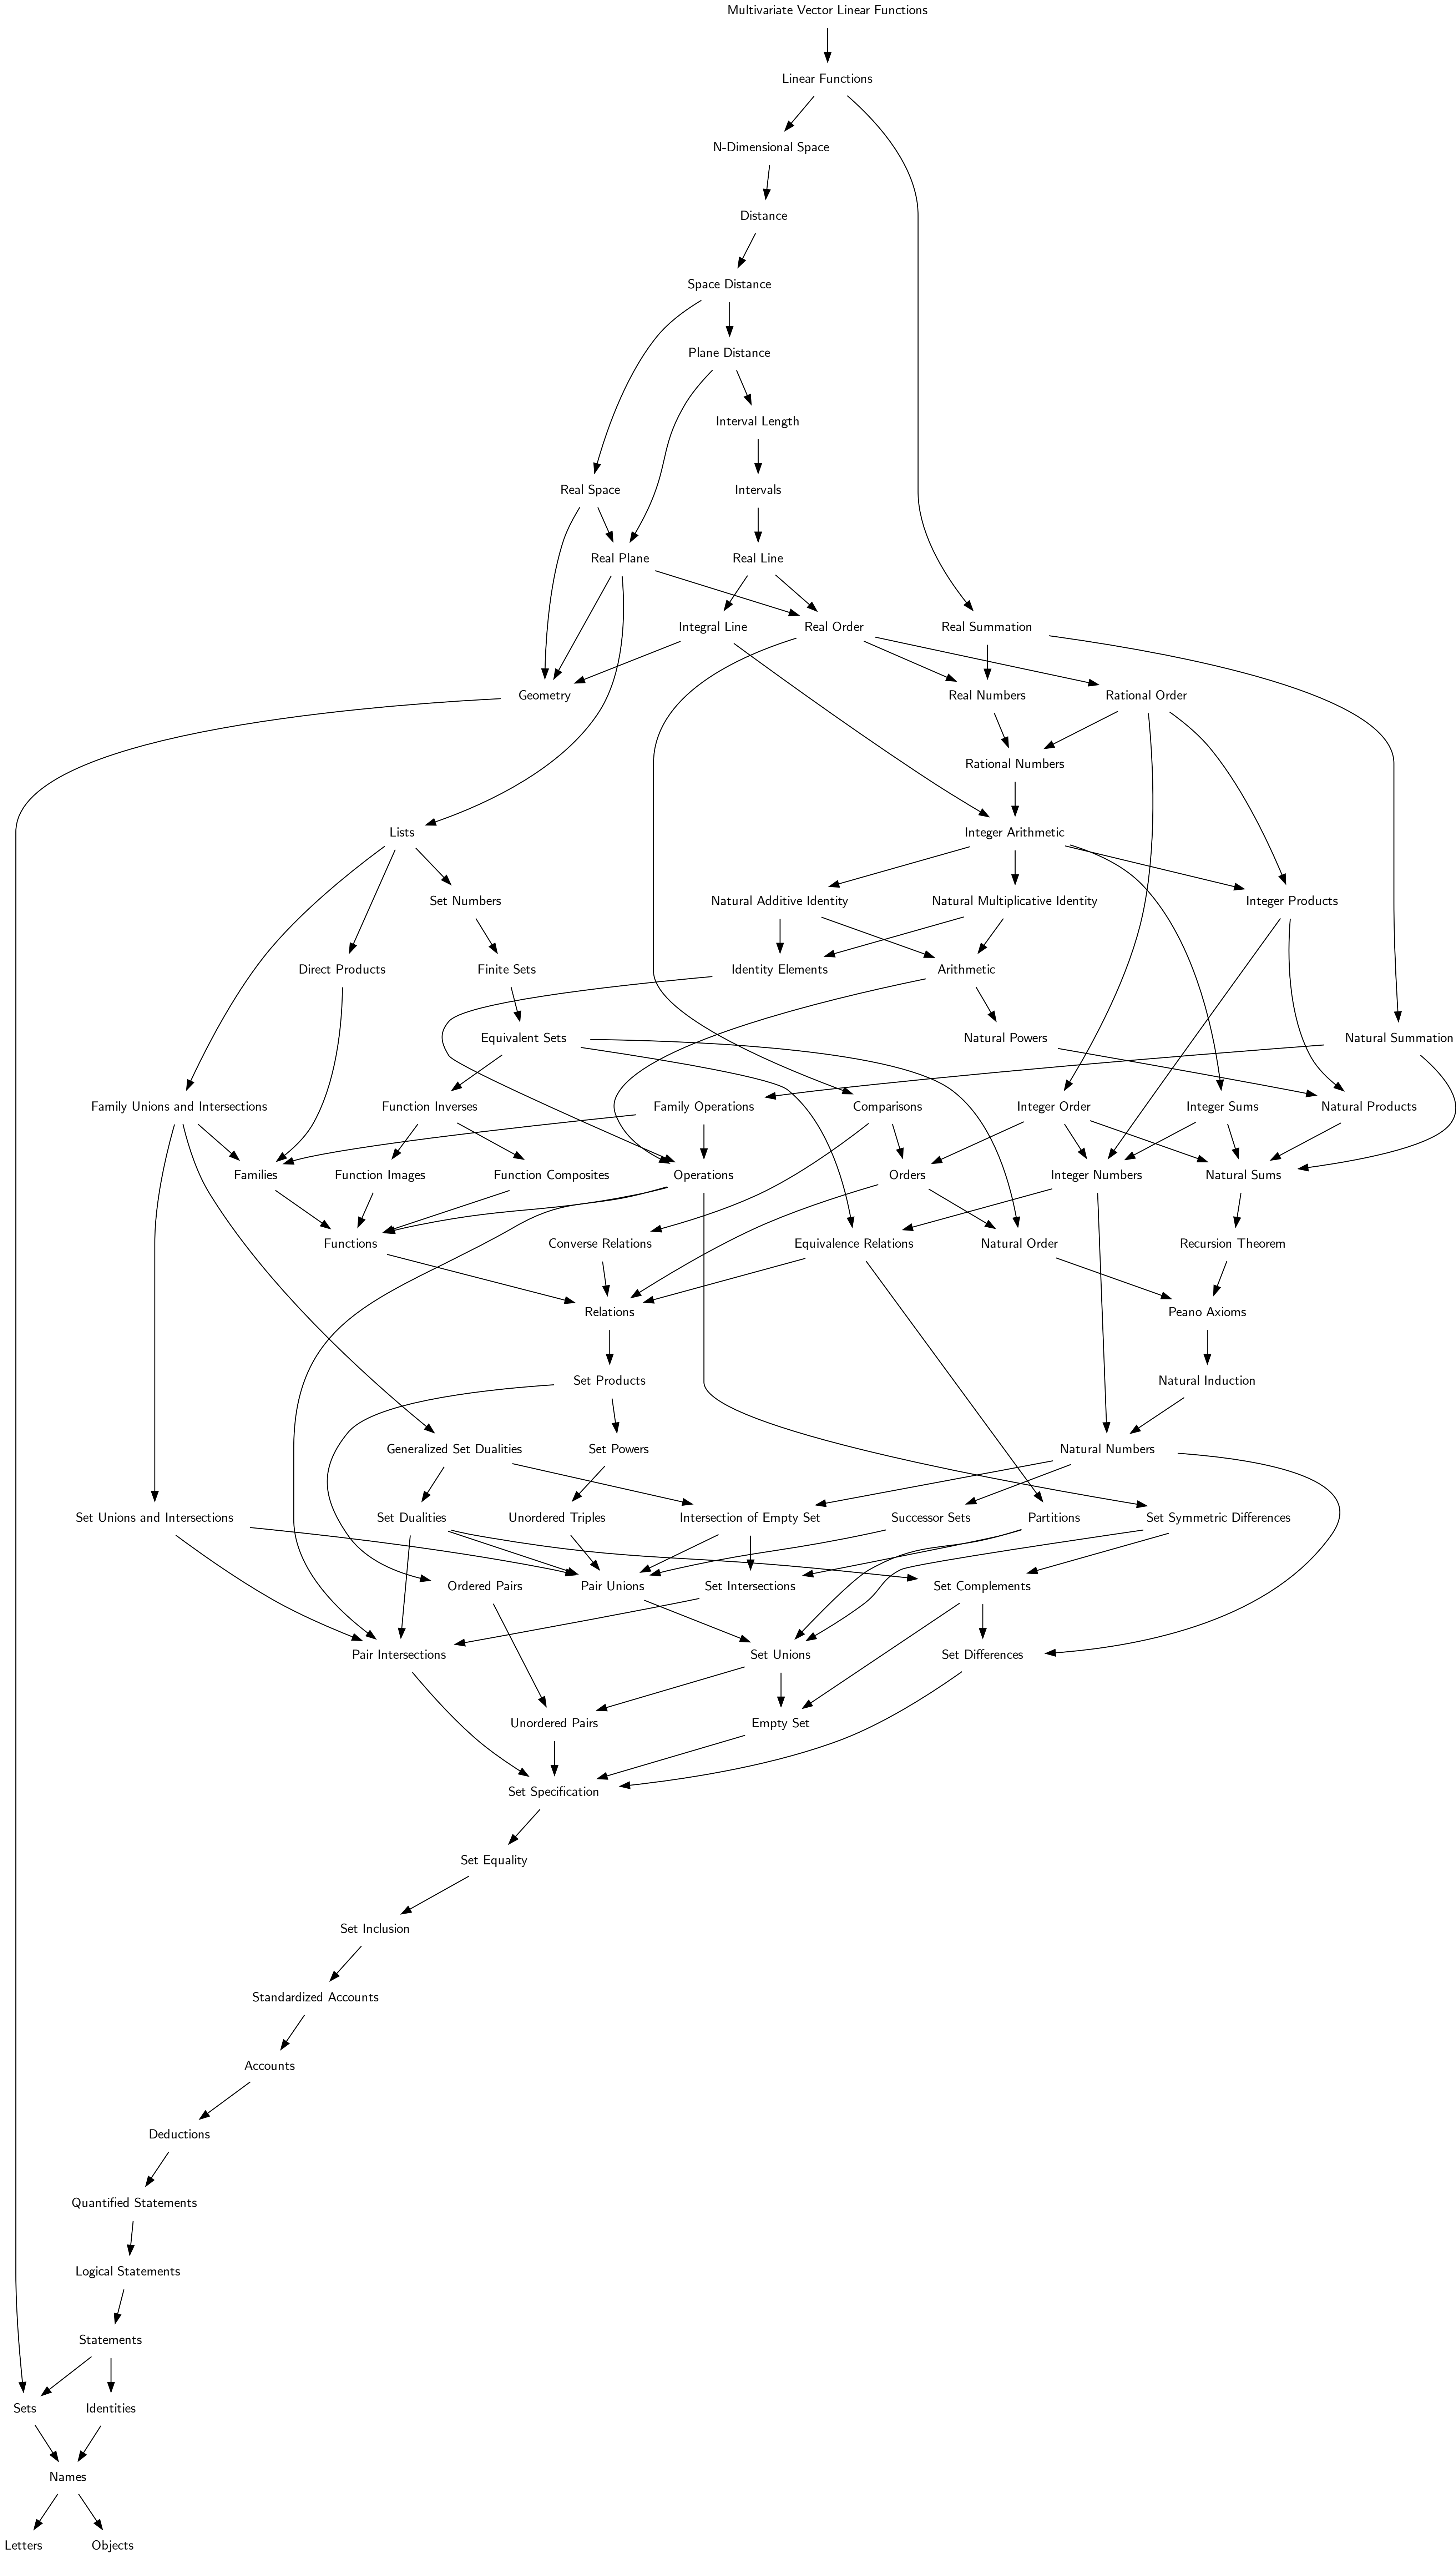 Multivariate Vector Linear Functions
Linear Functions
N-Dimensional Space
Distance
Space Distance
Plane Distance
Interval Length
Real Space
Intervals
Real Plane
Real Line
Integral Line
Real Order
Real Summation
Geometry
Real Numbers
Rational Order
Rational Numbers
Lists
Integer Arithmetic
Set Numbers
Natural Additive Identity
Natural Multiplicative Identity
Integer Products
Direct Products
Finite Sets
Identity Elements
Arithmetic
Equivalent Sets
Natural Powers
Natural Summation
Family Unions and Intersections
Function Inverses
Family Operations
Comparisons
Integer Order
Integer Sums
Natural Products
Families
Function Images
Function Composites
Operations
Orders
Integer Numbers
Natural Sums
Functions
Converse Relations
Equivalence Relations
Natural Order
Recursion Theorem
Relations
Peano Axioms
Set Products
Natural Induction
Generalized Set Dualities
Set Powers
Natural Numbers
Set Unions and Intersections
Set Dualities
Unordered Triples
Intersection of Empty Set
Successor Sets
Partitions
Set Symmetric Differences
Ordered Pairs
Pair Unions
Set Intersections
Set Complements
Pair Intersections
Set Unions
Set Differences
Unordered Pairs
Empty Set
Set Specification
Set Equality
Set Inclusion
Standardized Accounts
Accounts
Deductions
Quantified Statements
Logical Statements
Statements
Sets
Identities
Names
Letters
Objects